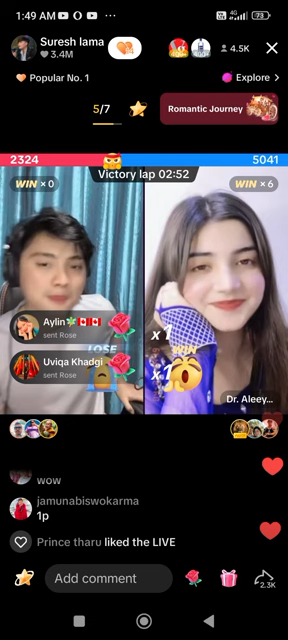 1:49 AM
4G
73
Suresh lama
3.4M
4.5K
Popular No. 1
Explore >
5/7
Romantic Journey
2324
5041
Victory lap 02:52
WIN x 0
WIN x 6
Aylin
sent Rose
x 1
Uviqa Khadgi
sent Rose
x1
LOSE
WIN
Dr. Aleey...
wow
jamunabiswokarma
1p
Prince tharu liked the LIVE
Add comment
2.3K